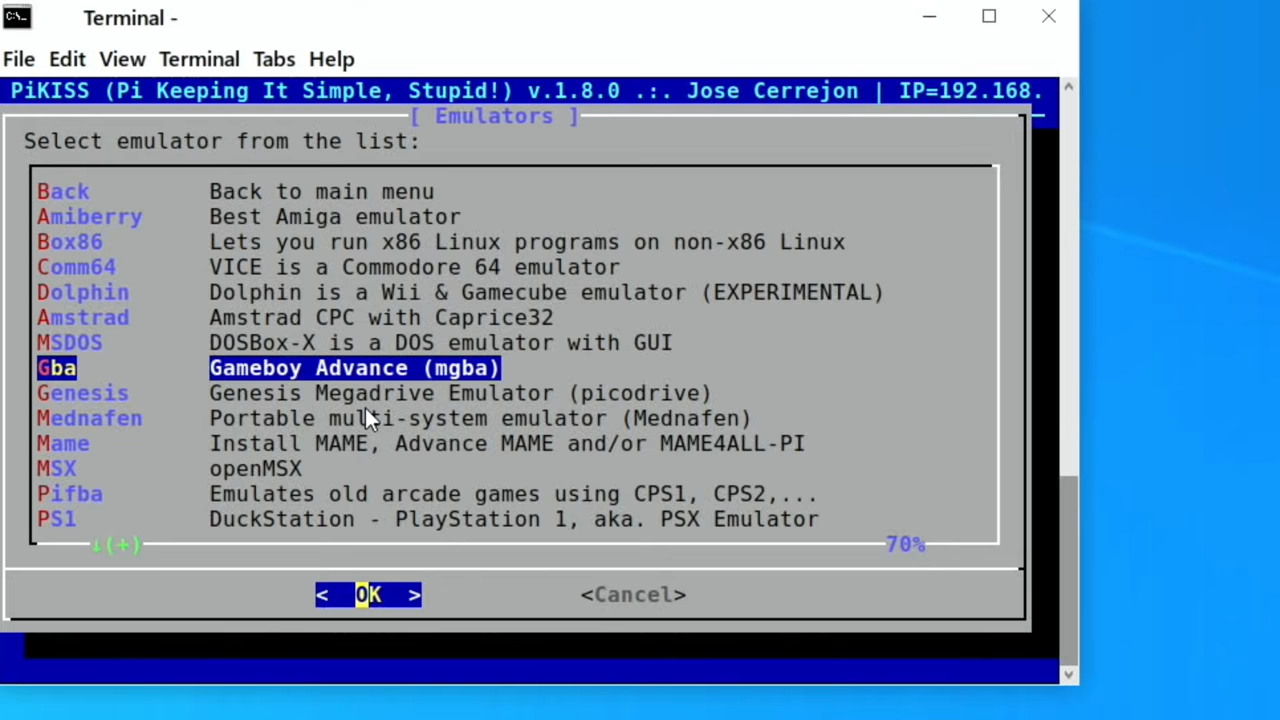 Terminal -
File Edit View Terminal Tabs Help
PiKISS (Pi Keeping It Simple, Stupid!) v.1.8.0 .:. Jose Cerrejon | IP=192.168.
[ Emulators ]
Select emulator from the list:
Back Back to main menu
Amiberry Best Amiga emulator
Box86 Lets you run x86 Linux programs on non-x86 Linux
Comm64 VICE is a Commodore 64 emulator
Dolphin Dolphin is a Wii & Gamecube emulator (EXPERIMENTAL)
Amstrad Amstrad CPC with Caprice32
MSDOS DOSBox-X is a DOS emulator with GUI
Gba Gameboy Advance (mgba)
Genesis Genesis Megadrive Emulator (picodrive)
Mednafen Portable multi-system emulator (Mednafen)
Mame Install MAME, Advance MAME and/or MAME4ALL-PI
MSX openMSX
Pifba Emulates old arcade games using CPS1, CPS2,...
PS1 DuckStation - PlayStation 1, aka. PSX Emulator
↓(+) 70%
< OK > <Cancel>